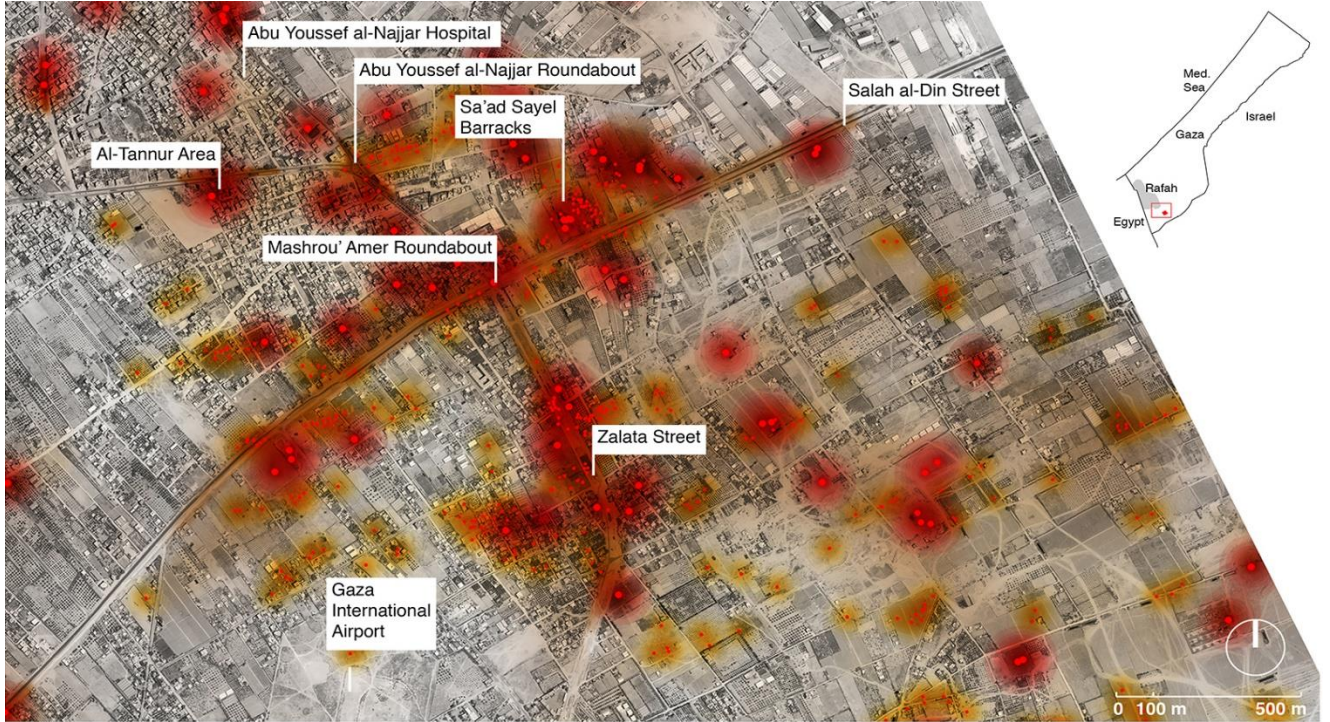 Abu Youssef al-Najjar Hospital
Abu Youssef al-Najjar Roundabout
Sa'ad Sayel
Barracks
Salah al-Din Street
Al-Tannur Area
Mashrou' Amer Roundabout
Zalata Street
Gaza
International
Airport
Med.
Sea
Israel
Gaza
Rafah
Egypt
0 100 m 500 m